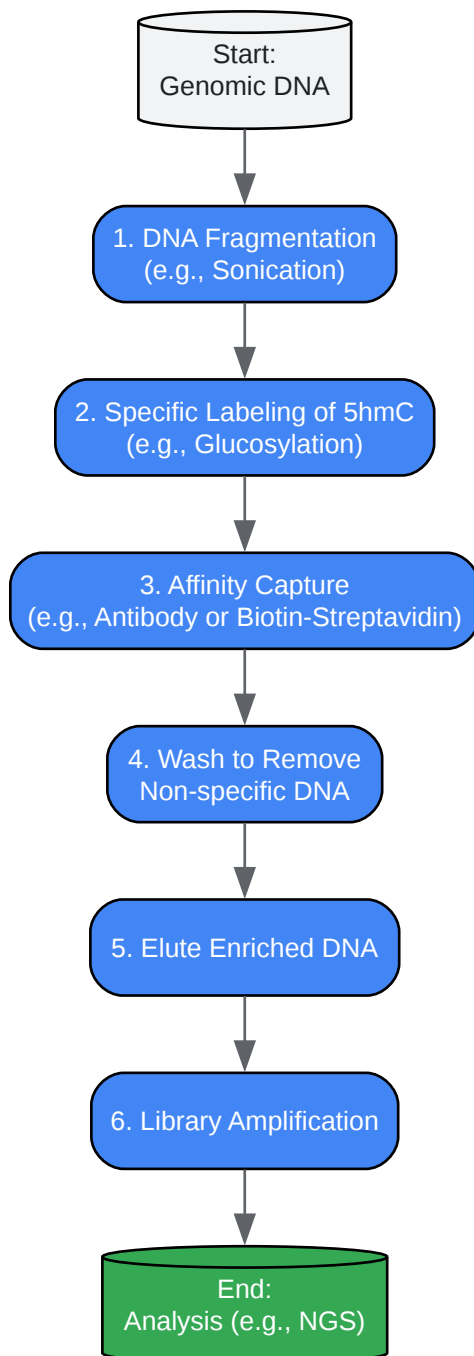 Start:
Genomic DNA
1. DNA Fragmentation
(e.g., Sonication)
2. Specific Labeling of 5hmC
(e.g., Glucosylation)
3. Affinity Capture
(e.g., Antibody or Biotin-Streptavidin)
4. Wash to Remove
Non-specific DNA
5. Elute Enriched DNA
6. Library Amplification
End:
Analysis (e.g., NGS)